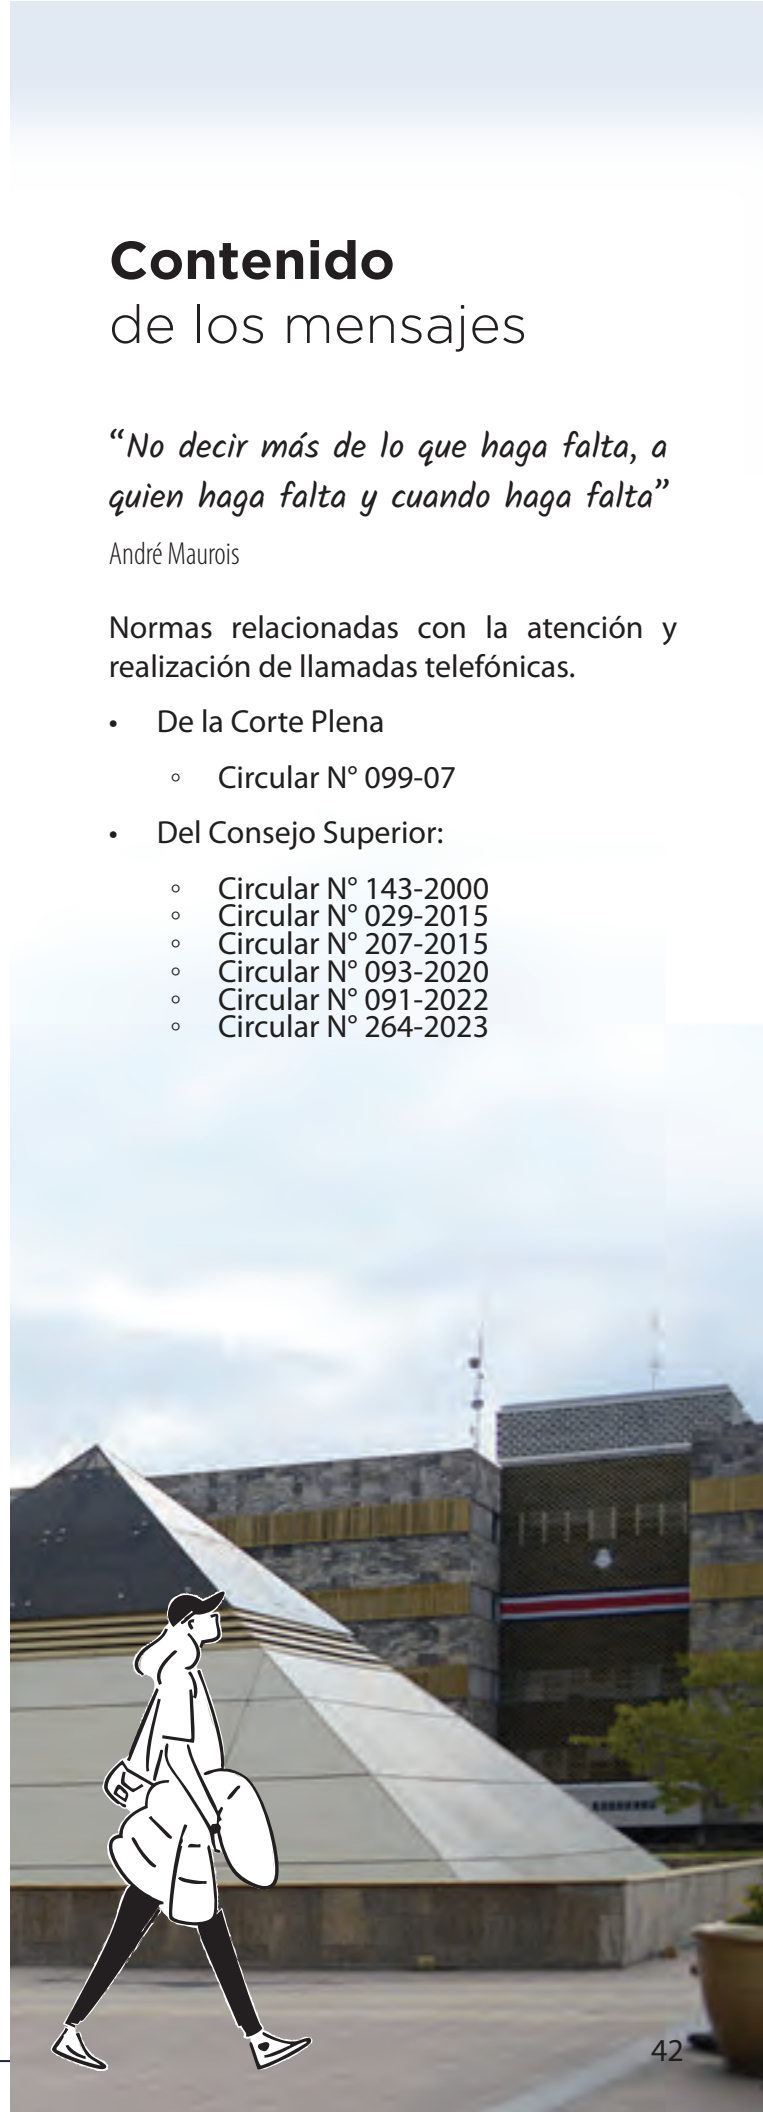 Contenido
de los mensajes
“No decir más de lo que haga falta, a
quien haga falta y cuando haga falta”
André Maurois
Normas relacionadas con la atención y
realización de llamadas telefónicas.
• De la Corte Plena
◦ Circular N° 099-07
• Del Consejo Superior:
◦ Circular N° 143-2000
◦ Circular N° 029-2015
◦ Circular N° 207-2015
◦ Circular N° 093-2020
◦ Circular N° 091-2022
◦ Circular N° 264-2023
42